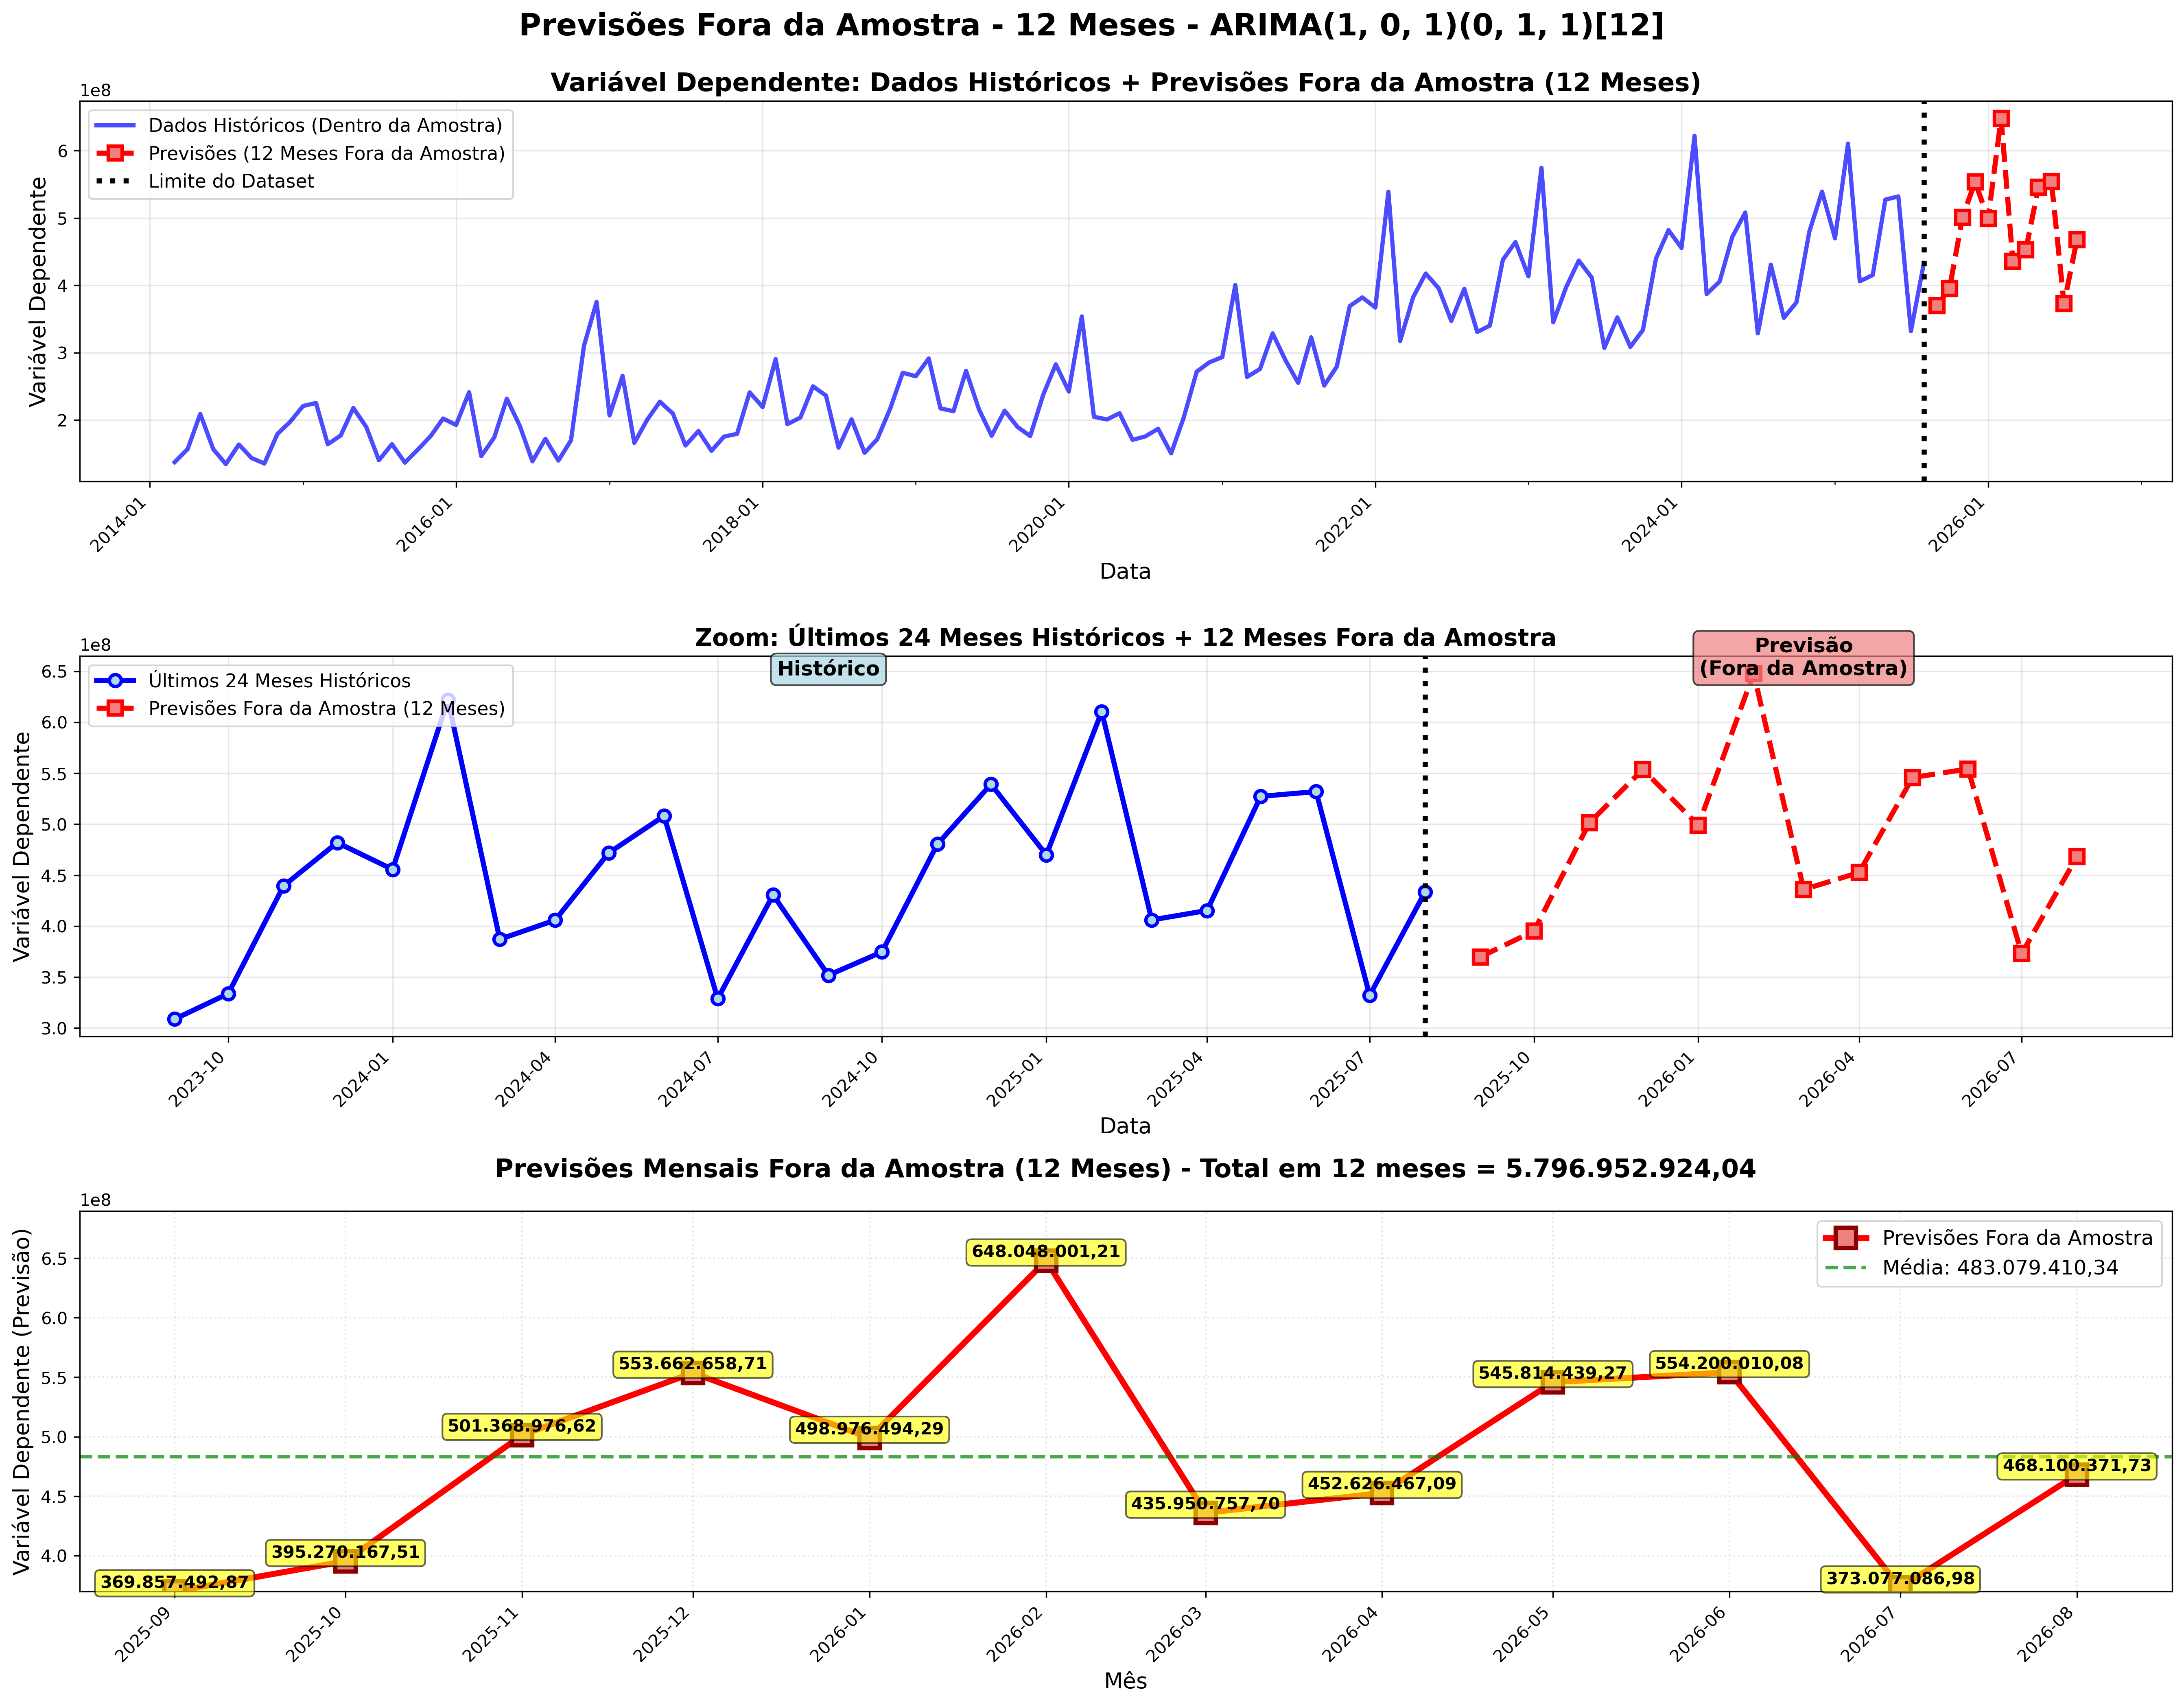 Previsões Fora da Amostra - 12 Meses - ARIMA(1, 0, 1)(0, 1, 1)[12]
Variável Dependente: Dados Históricos + Previsões Fora da Amostra (12 Meses)
1e8
Dados Históricos (Dentro da Amostra)
Previsões (12 Meses Fora da Amostra)
Limite do Dataset
Variável Dependente
6
5
4
3
2
2014-01
2016-01
2018-01
2020-01
2022-01
2024-01
2026-01
Data
Zoom: Últimos 24 Meses Históricos + 12 Meses Fora da Amostra
1e8
Últimos 24 Meses Históricos
Previsões Fora da Amostra (12 Meses)
Histórico
Previsão
(Fora da Amostra)
Variável Dependente
6.5
6.0
5.5
5.0
4.5
4.0
3.5
3.0
2023-10
2024-01
2024-04
2024-07
2024-10
2025-01
2025-04
2025-07
2025-10
2026-01
2026-04
2026-07
Data
Previsões Mensais Fora da Amostra (12 Meses) - Total em 12 meses = 5.796.952.924,04
1e8
Previsões Fora da Amostra
Média: 483.079.410,34
Variável Dependente (Previsão)
6.5
6.0
5.5
5.0
4.5
4.0
369.857.492,87
395.270.167,51
501.368.976,62
553.662.658,71
498.976.494,29
648.048.001,21
435.950.757,70
452.626.467,09
545.814.439,27
554.200.010,08
373.077.086,98
468.100.371,73
2025-09
2025-10
2025-11
2025-12
2026-01
2026-02
2026-03
2026-04
2026-05
2026-06
2026-07
2026-08
Mês